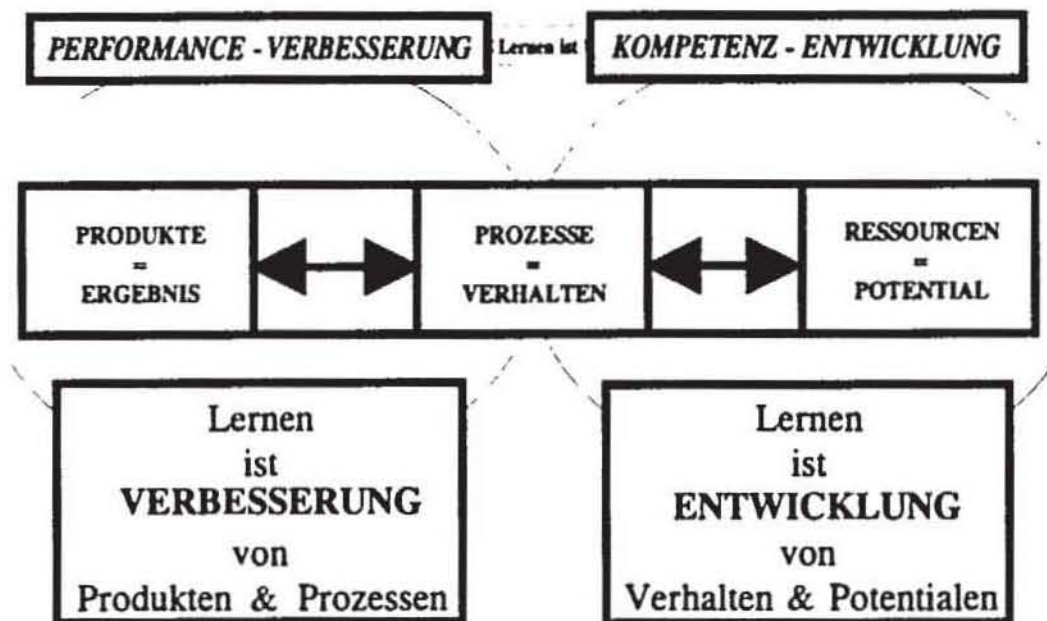 PERFORMANCE - VERBESSERUNG Lernen ist KOMPETENZ - ENTWICKLUNG
PRODUKTE
=
ERGEBNIS
PROZESSE
=
VERHALTEN
RESSOURCEN
=
POTENTIAL
Lernen
ist
VERBESSERUNG
von
Produkten & Prozessen
Lernen
ist
ENTWICKLUNG
von
Verhalten & Potentialen